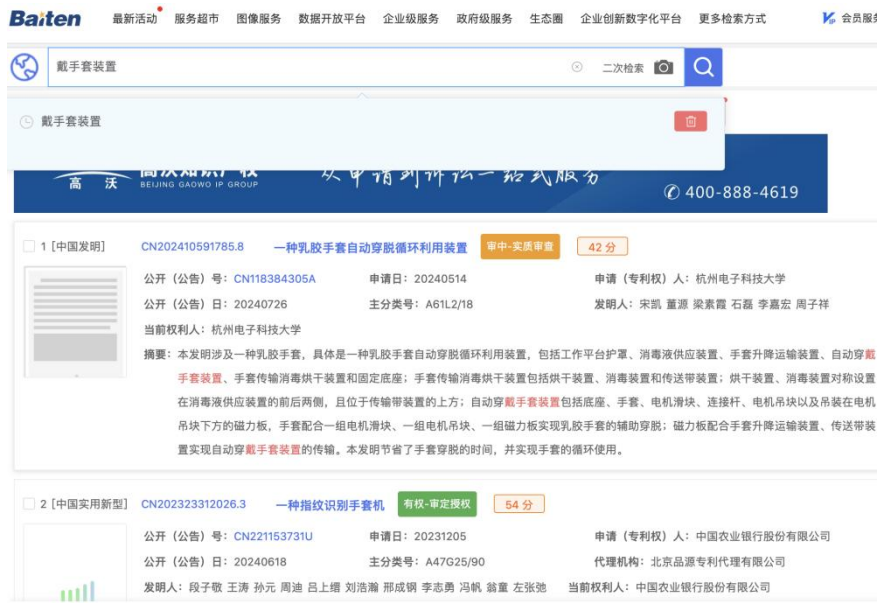 Baiten 最新活动 服务超市 图像服务 数据开放平台 企业级服务 政府级服务 生态圈 企业创新数字化平台 更多检索方式 会员服务
戴手套装置 二次检索
戴手套装置
高 沃 BEIJING GAOWO IP GROUP 从申请到诉讼一站式服务 400-888-4619
1 [中国发明] CN202410591785.8 一种乳胶手套自动穿脱循环利用装置 审中-实质审查 42 分
公开（公告）号：CN118384305A 申请日：20240514 申请（专利权）人：杭州电子科技大学
公开（公告）日：20240726 主分类号：A61L2/18 发明人：宋凯 董源 梁素霞 石磊 李嘉宏 周子祥
当前权利人：杭州电子科技大学
摘要：本发明涉及一种乳胶手套，具体是一种乳胶手套自动穿脱循环利用装置，包括工作平台护罩、消毒液供应装置、手套升降运输装置、自动穿戴
手套装置、手套传输消毒烘干装置和固定底座；手套传输消毒烘干装置包括烘干装置、消毒装置和传送带装置；烘干装置、消毒装置对称设置
在消毒液供应装置的前后两侧，且位于传输带装置的上方；自动穿戴手套装置包括底座、手套、电机滑块、连接杆、电机吊块以及吊装在电机
吊块下方的磁力板，手套配合一组电机滑块、一组电机吊块、一组磁力板实现乳胶手套的辅助穿脱；磁力板配合手套升降运输装置、传送带装
置实现自动穿戴手套装置的传输。本发明节省了手套穿脱的时间，并实现手套的循环使用。
2 [中国实用新型] CN202323312026.3 一种指纹识别手套机 有权-审定授权 54 分
公开（公告）号：CN221153731U 申请日：20231205 申请（专利权）人：中国农业银行股份有限公司
公开（公告）日：20240618 主分类号：A47G25/90 代理机构：北京品源专利代理有限公司
发明人：段子敬 王涛 孙元 周迪 吕上缙 刘浩瀚 邢成钢 李志勇 冯帆 翁童 左张弛 当前权利人：中国农业银行股份有限公司